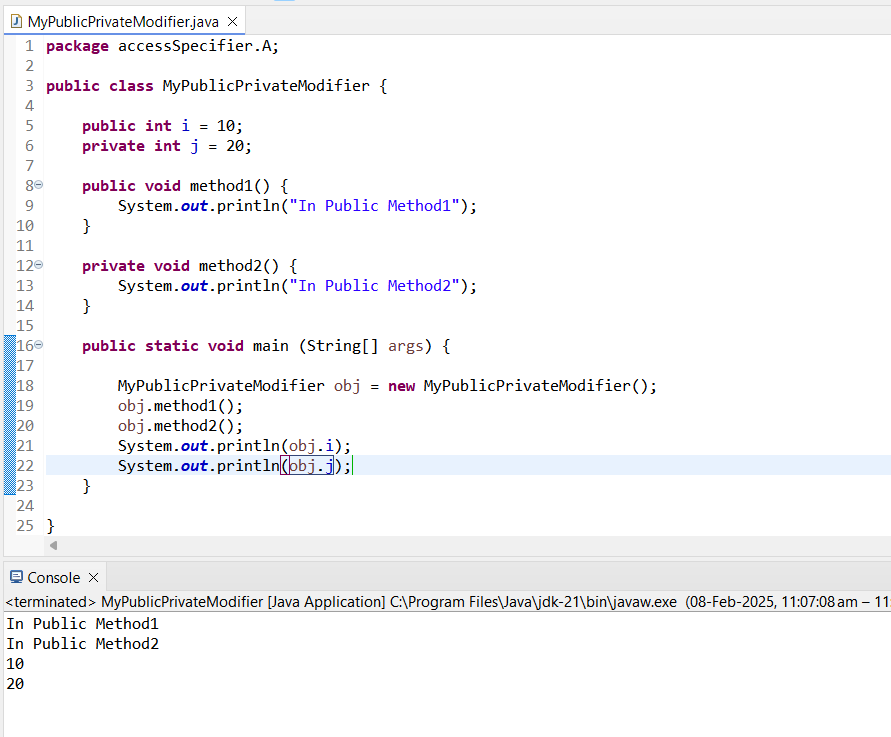 MyPublicPrivateModifier.java
1 package accessSpecifier.A;
2
3 public class MyPublicPrivateModifier {
4
5 public int i = 10;
6 private int j = 20;
7
8 public void method1() {
9 System.out.println("In Public Method1");
10 }
11
12 private void method2() {
13 System.out.println("In Public Method2");
14 }
15
16 public static void main (String[] args) {
17
18 MyPublicPrivateModifier obj = new MyPublicPrivateModifier();
19 obj.method1();
20 obj.method2();
21 System.out.println(obj.i);
22 System.out.println(obj.j);
23 }
24
25 }
Console
<terminated> MyPublicPrivateModifier [Java Application] C:\Program Files\Java\jdk-21\bin\javaw.exe (08-Feb-2025, 11:07:08 am – 11
In Public Method1
In Public Method2
10
20